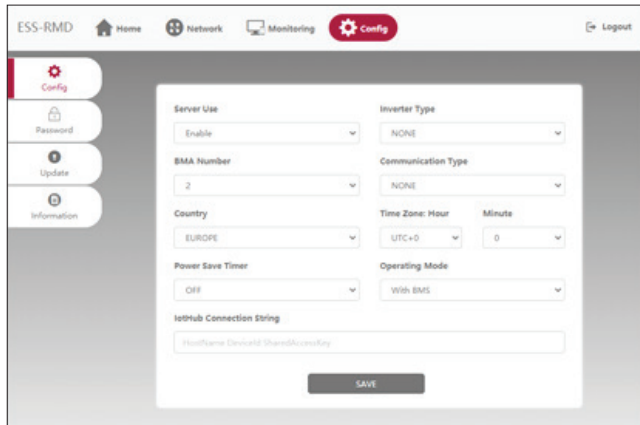 ESS-RMD Home Network Monitoring Config Logout
Config
Password
Update
Information
Server Use Inverter Type
Enable NONE
BMA Number Communication Type
2 NONE
Country Time Zone: Hour Minute
EUROPE UTC+0 0
Power Save Timer Operating Mode
OFF With BMS
IotHub Connection String
HostName DeviceId SharedAccessKey
SAVE